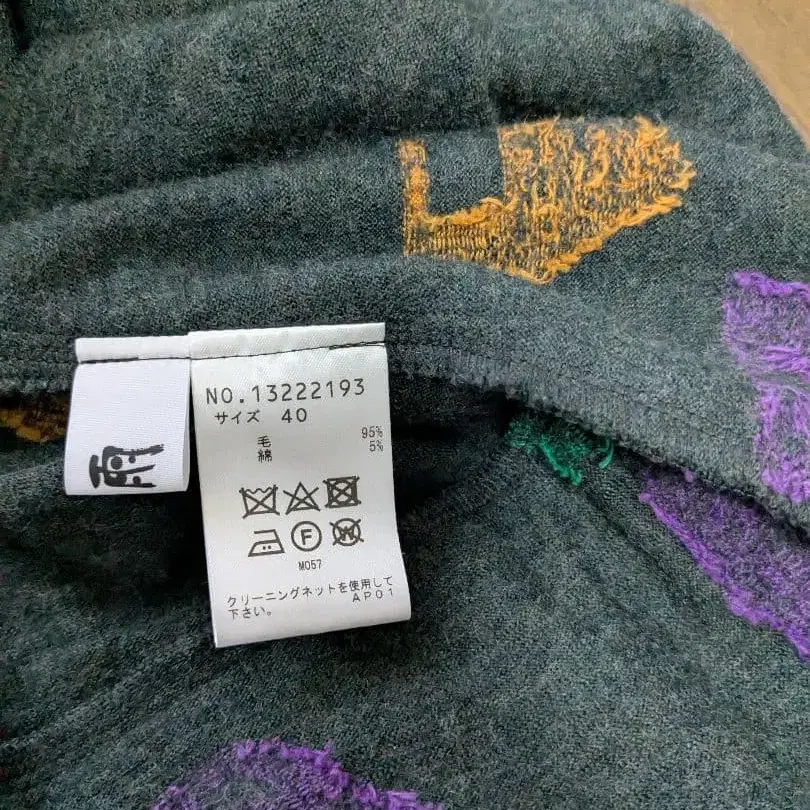 NO.13222193
サイズ 40
毛 95%
綿 5%
F W
M057
クリーニングネットを使用して
下さい。 AP01